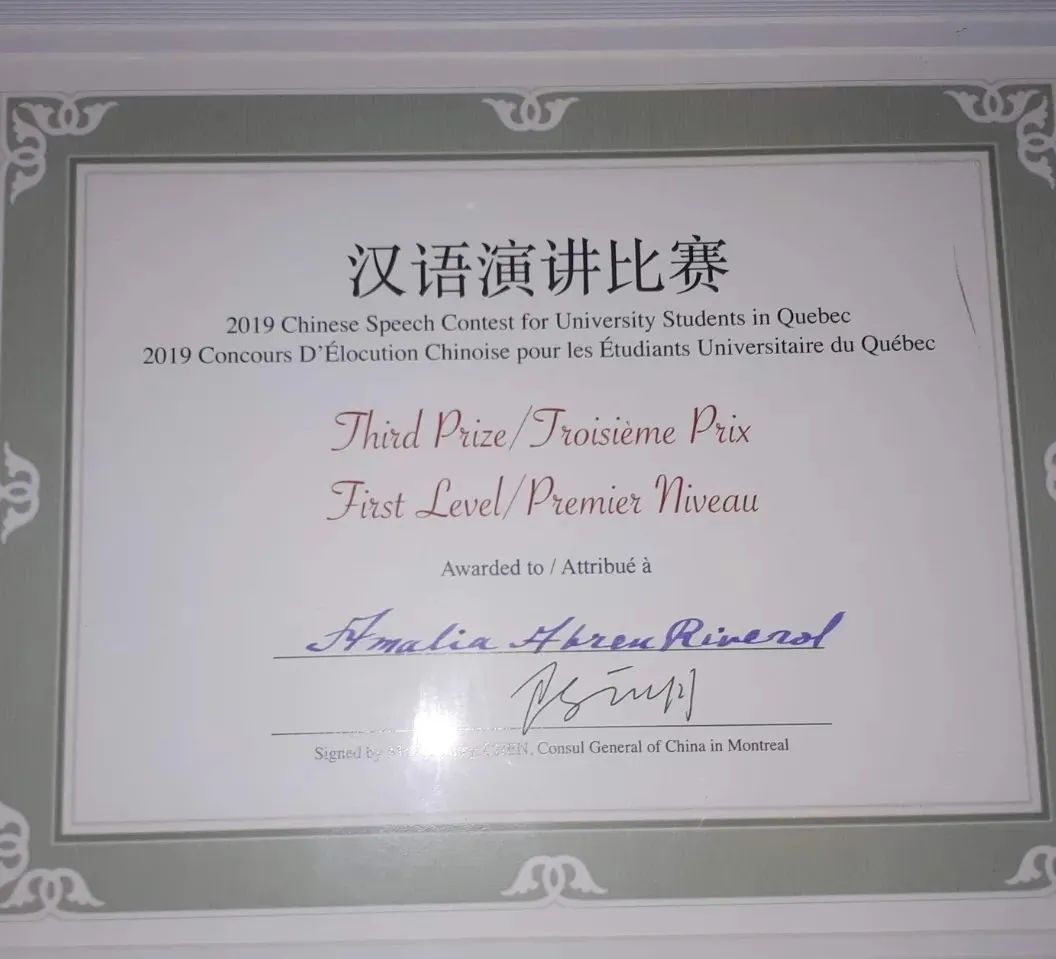 汉语演讲比赛
2019 Chinese Speech Contest for University Students in Quebec
2019 Concours D'Élocution Chinoise pour les Étudiants Universitaire du Québec
Third Prize/Troisième Prix
First Level/Premier Niveau
Awarded to / Attribué à
Amalia Abreu Riverol
Signed by CHEN, Consul General of China in Montreal